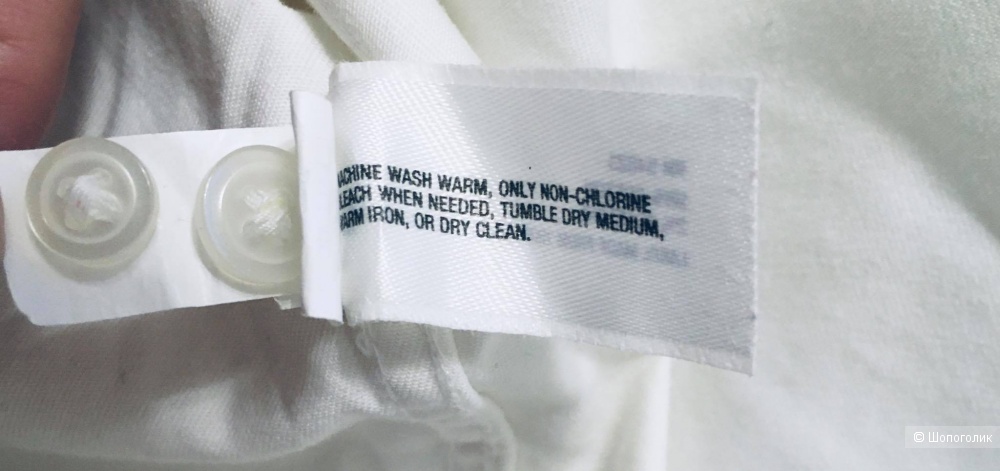 ACHINE WASH WARM, ONLY NON-CHLORINE
LEACH WHEN NEEDED, TUMBLE DRY MEDIUM,
ARM IRON, OR DRY CLEAN.
© Шопоголик